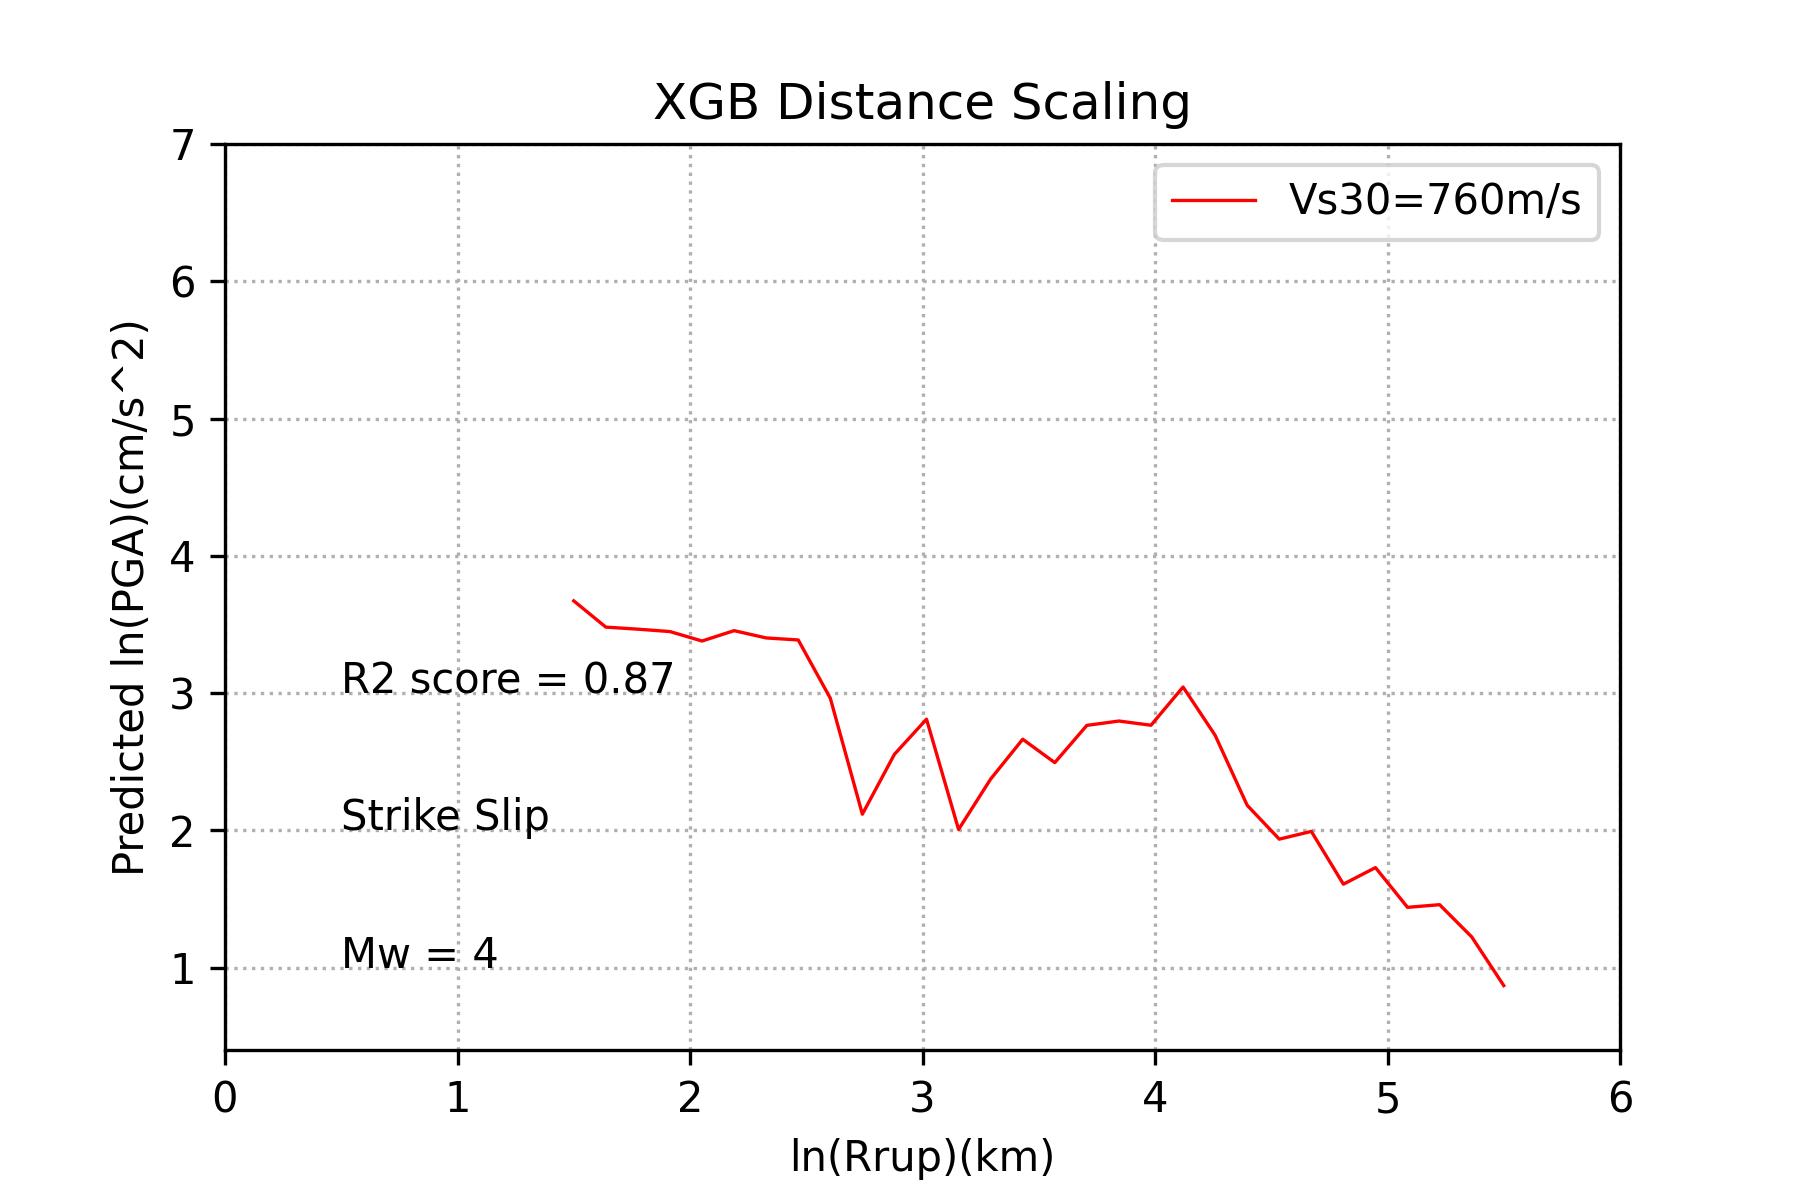 XGB Distance Scaling
7
6
5
4
3
2
1
Predicted ln(PGA)(cm/s^2)
Vs30=760m/s
R2 score = 0.87
Strike Slip
Mw = 4
0 1 2 3 4 5 6
ln(Rrup)(km)